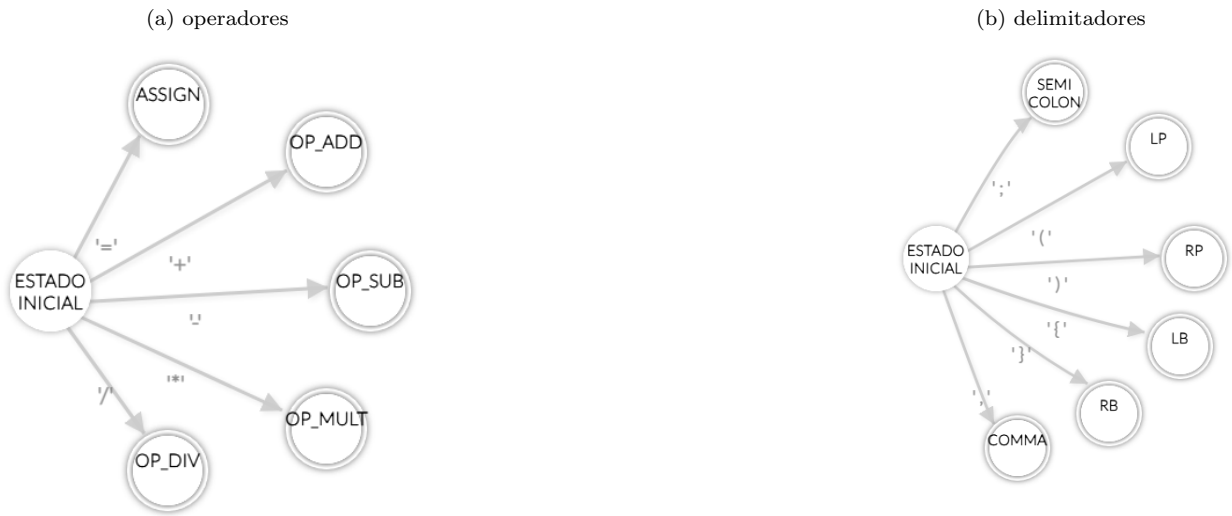 (a) operadores
ASSIGN
OP_ADD
'='
'+'
ESTADO
INICIAL
OP_SUB
'-'
'*'
'/'
OP_MULT
OP_DIV
(b) delimitadores
SEMI
COLON
LP
';'
'('
ESTADO
INICIAL
RP
')'
'{'
LB
'}'
','
RB
COMMA